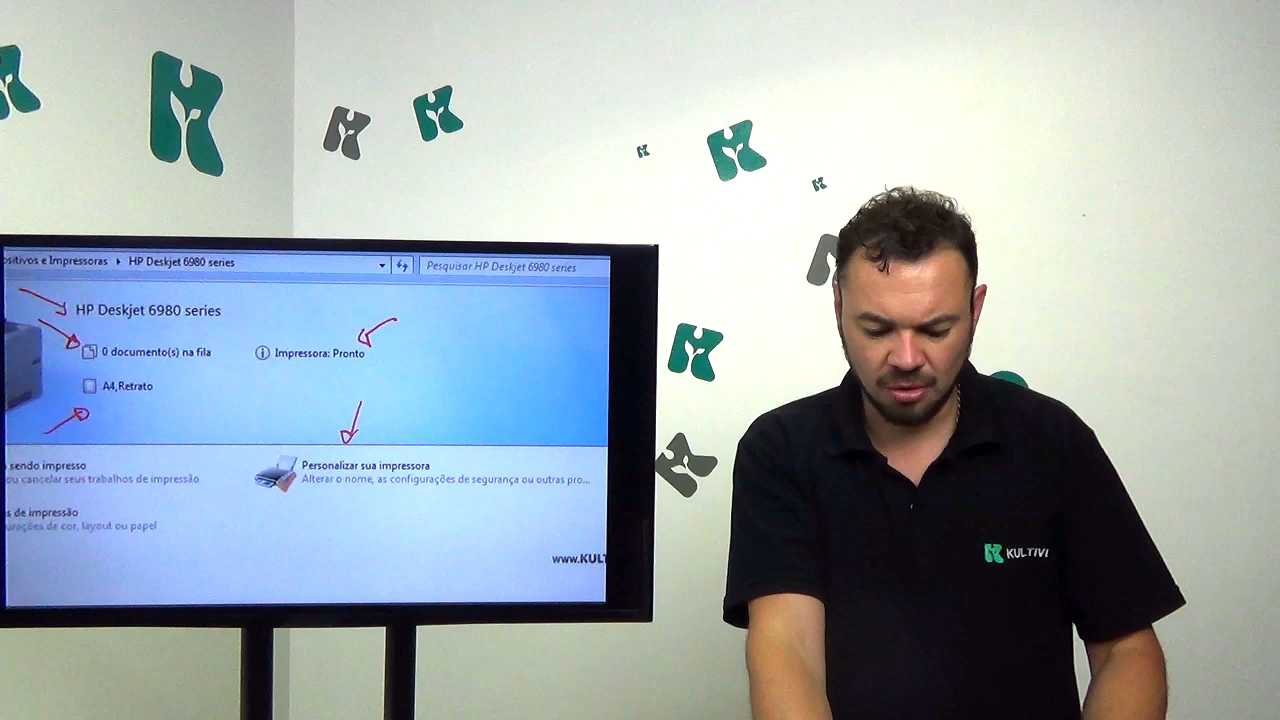 ositivos e Impressoras ▸ HP Deskjet 6980 series
Pesquisar HP Deskjet 6980 series
HP Deskjet 6980 series
0 documento(s) na fila
Impressora: Pronto
A4,Retrato
sendo impresso
ou cancelar seus trabalhos de impressão
Personalizar sua impressora
Alterar o nome, as configurações de segurança ou outras pro...
s de impressão
urações de cor, layout ou papel
www.KULT
KULTIVI